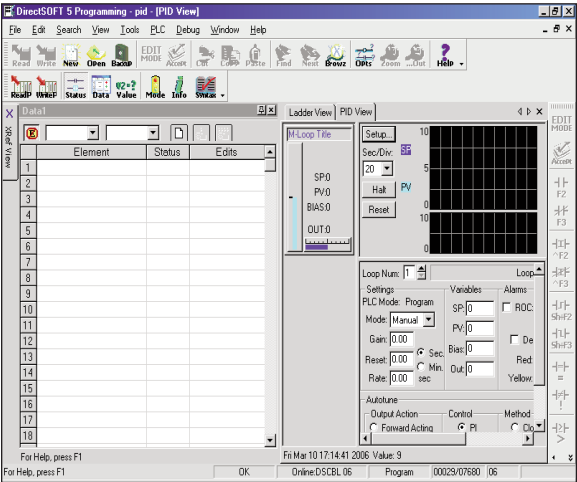 DirectSOFT 5 Programming - pid - [PID View]
File Edit Search View Tools PLC Debug Window Help
Read Write New Open Backup EDIT MODE Accept Cut Copy Paste Find Next Browz OPts Zoom ...Out Help
ReadP WriteP Status Data Value Mode Info SYntax
XRef View
Data1
Element Status Edits
1
2
3
4
5
6
7
8
9
10
11
12
13
14
15
16
17
18
For Help, press F1
Ladder View PID View
M-Loop Title
SP:0
PV:0
BIAS:0
OUT:0
Setup...
Sec/Div:
20
Halt
Reset
SP
PV
10
5
0
10
0
Loop Num: 1 Loop
Settings
PLC Mode: Program
Mode: Manual
Gain: 0.00
Reset: 0.00 Sec. Min.
Rate: 0.00 sec
Variables
SP: 0
PV: 0
Bias: 0
Out: 0
Alarms
ROC:
De
Red:
Yellow:
Autotune
Output Action Control Method
Forward Acting PI Clo
Fri Mar 10 17:14:41 2006 Value: 9
EDIT MODE
Accept
F2
F3
^F2
^F3
Sh+F2
Sh+F3
=
!
>
For Help, press F1 OK Online:DSCBL 06 Program 00029/07680 06